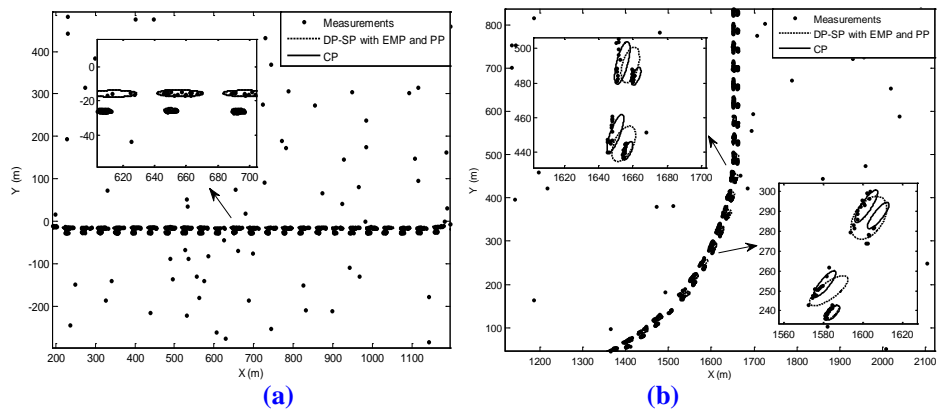 Measurements
DP-SP with EMP and PP
CP
Y (m)
400
300
200
100
0
-100
-200
200 300 400 500 600 700 800 900 1000 1100
X (m)
0
-20
-40
620 640 660 680 700
(a)
Measurements
DP-SP with EMP and PP
CP
Y (m)
800
700
600
500
400
300
200
100
1200 1300 1400 1500 1600 1700 1800 1900 2000 2100
X (m)
500
480
460
440
1620 1640 1660 1680 1700
300
290
280
270
260
250
240
1560 1580 1600 1620
(b)